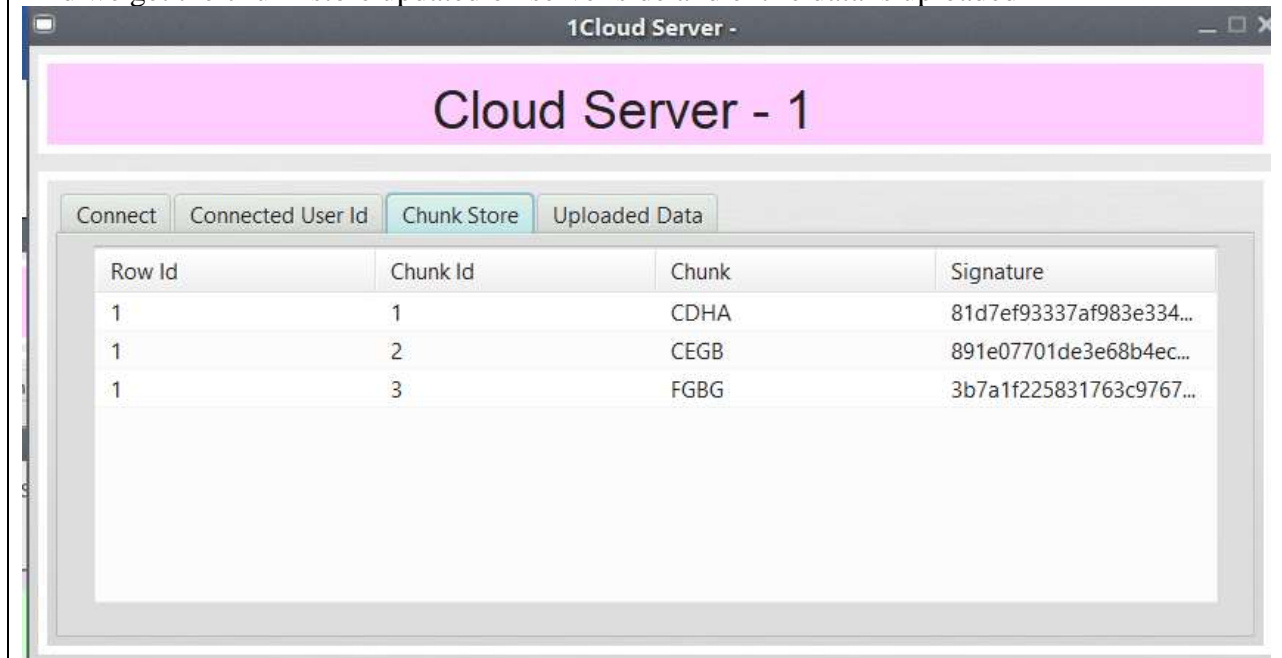 1Cloud Server -
Cloud Server - 1
Connect Connected User Id Chunk Store Uploaded Data
Row Id Chunk Id Chunk Signature
1 1 CDHA 81d7ef93337af983e334...
1 2 CEGB 891e07701de3e68b4ec...
1 3 FGBG 3b7a1f225831763c9767...